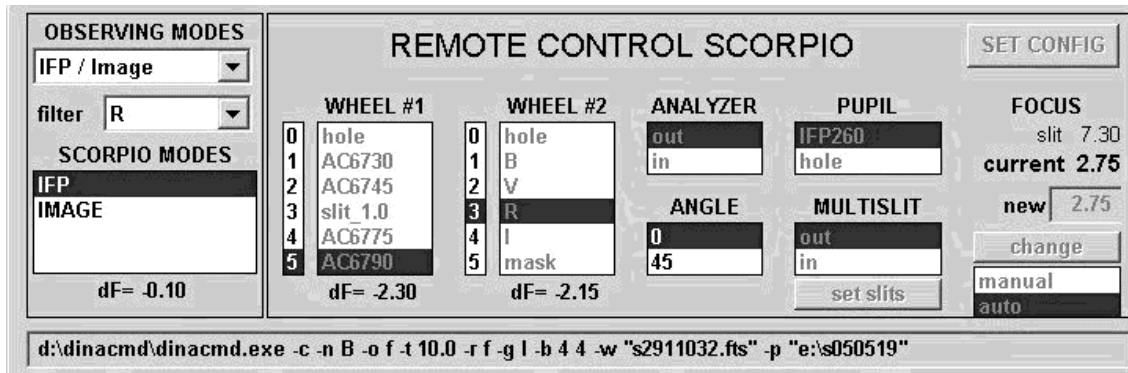 OBSERVING MODES
IFP / Image
filter R
SCORPIO MODES
IFP
IMAGE
dF= -0.10
REMOTE CONTROL SCORPIO
SET CONFIG
WHEEL #1
0 hole
1 AC6730
2 AC6745
3 slit_1.0
4 AC6775
5 AC6790
dF= -2.30
WHEEL #2
0 hole
1 B
2 V
3 R
4 I
5 mask
dF= -2.15
ANALYZER
out
in
ANGLE
0
45
PUPIL
IFP260
hole
MULTISLIT
out
in
set slits
FOCUS
slit 7.30
current 2.75
new 2.75
change
manual
auto
d:\dinacmd\dinacmd.exe -c -n B -o f -t 10.0 -r f -g l -b 4 4 -w "s2911032.fts" -p "e:\s050519"